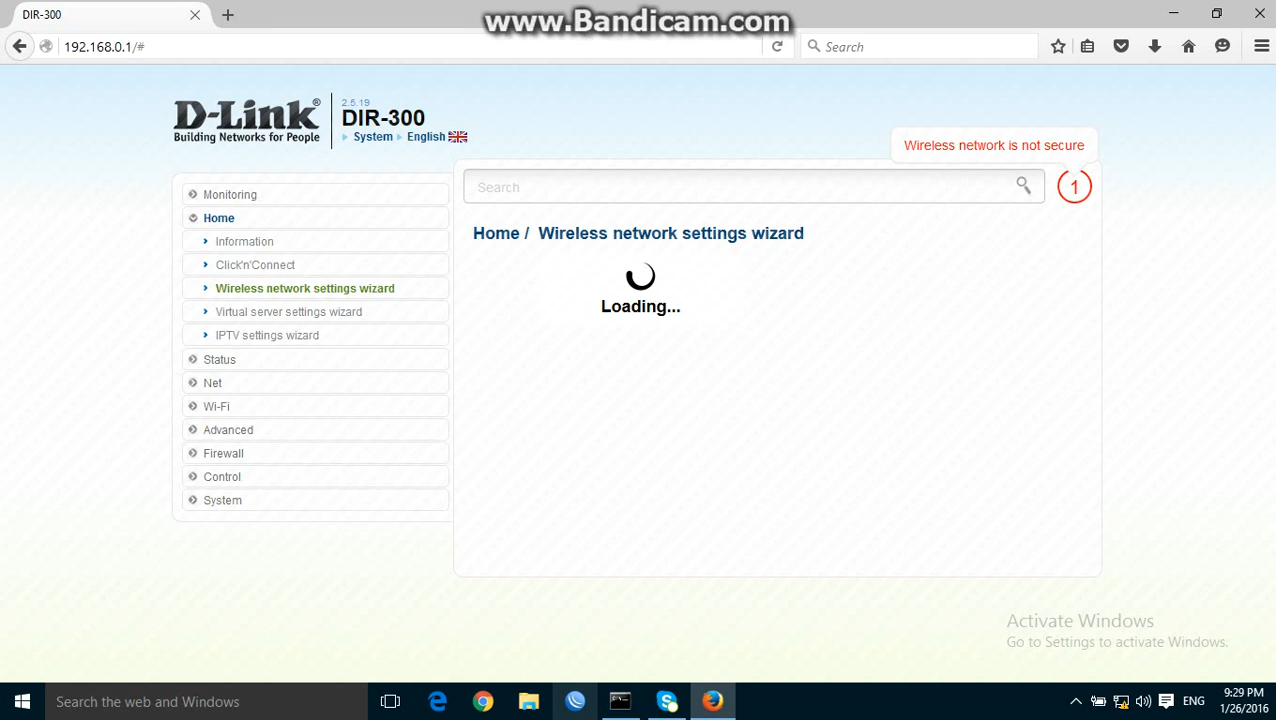 www.Bandicam.com
DIR-300
192.168.0.1/#
Search
D-Link®
Building Networks for People
2.5.19
DIR-300
System English
Wireless network is not secure
Search
1
Monitoring
Home
Information
Click'n'Connect
Wireless network settings wizard
Virtual server settings wizard
IPTV settings wizard
Status
Net
Wi-Fi
Advanced
Firewall
Control
System
Home / Wireless network settings wizard
Loading...
Activate Windows
Go to Settings to activate Windows.
Search the web and Windows
ENG
9:29 PM
1/26/2016